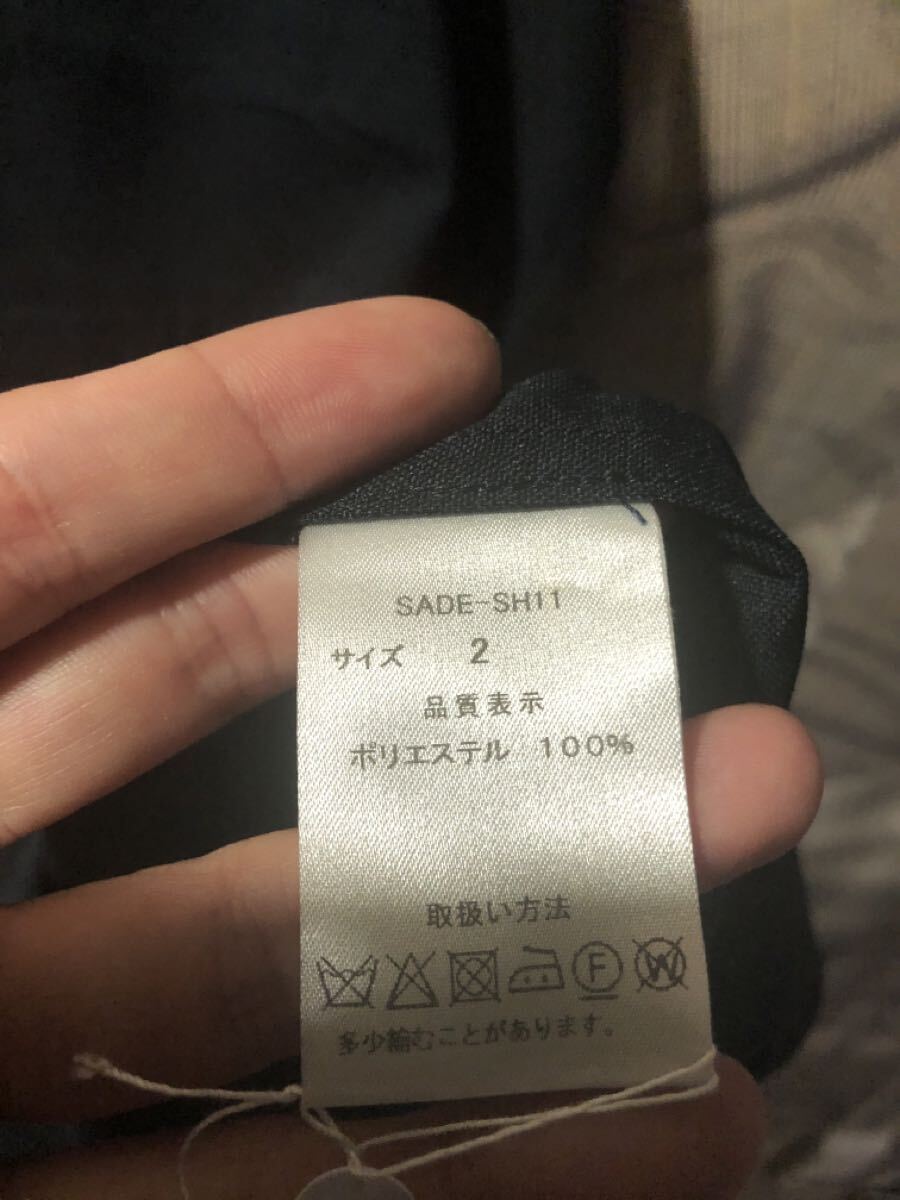 SADE-SH11
サイズ 2
品質表示
ポリエステル 100%
取扱い方法
F W
多少縮むことがあります。